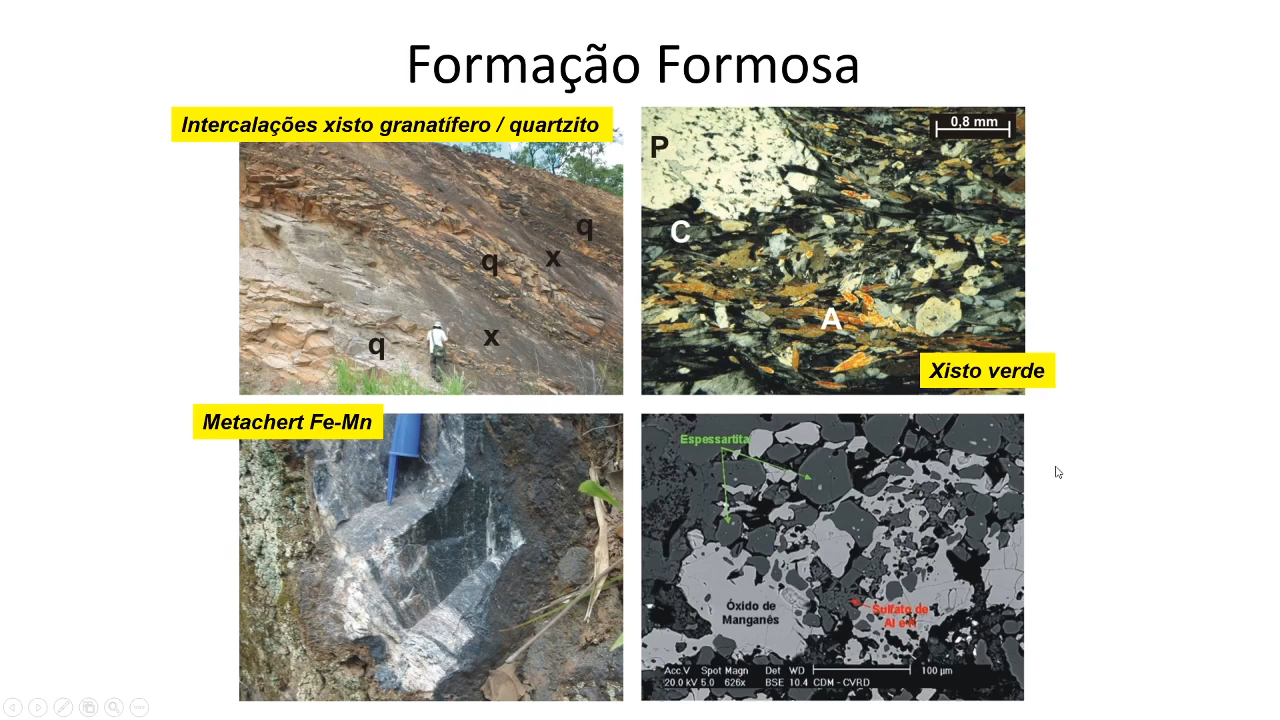 Formação Formosa
Intercalações xisto granatífero / quartzito
q
q
x
x
q
P
0,8 mm
C
A
Xisto verde
Metachert Fe-Mn
Espessartita
Óxido de
Manganês
Sulfato de
Al e K
Acc.V Spot Magn Det WD 100 µm
20.0 kV 5.0 626x BSE 10.4 CDM - CVRD